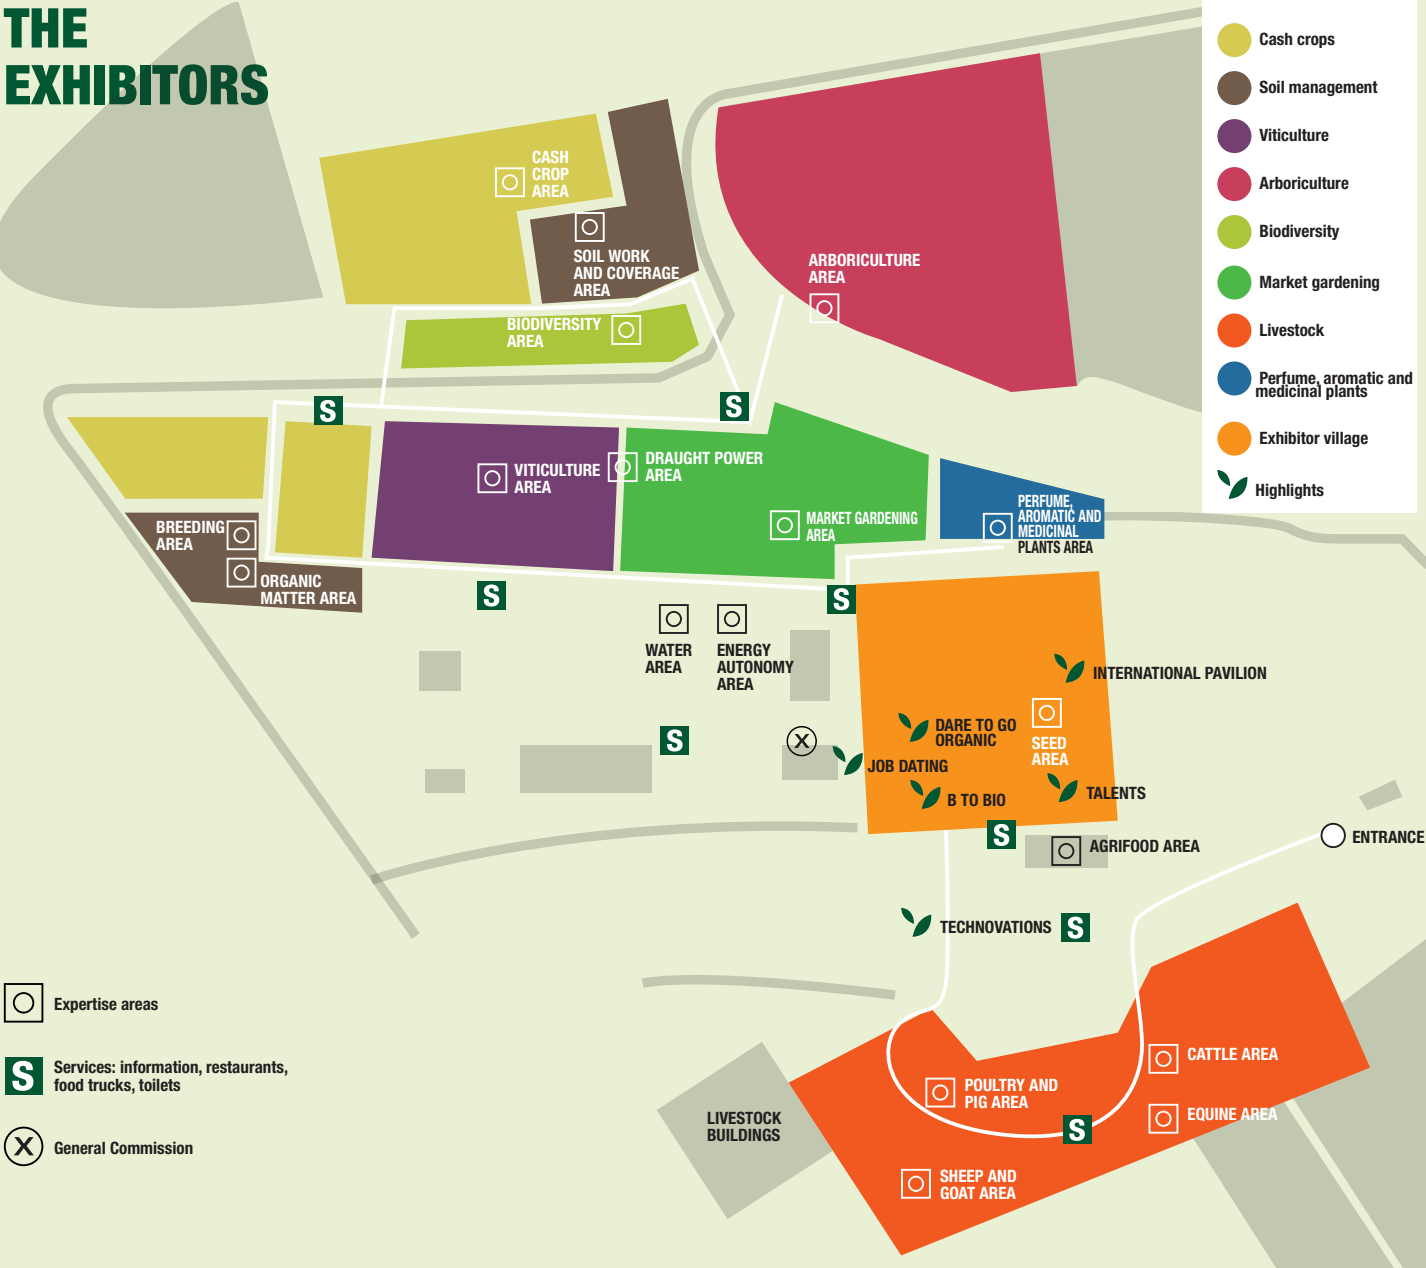 THE
EXHIBITORS
Cash crops
Soil management
Viticulture
Arboriculture
Biodiversity
Market gardening
Livestock
Perfume, aromatic and
medicinal plants
Exhibitor village
Highlights
CASH
CROP
AREA
SOIL WORK
AND COVERAGE
AREA
ARBORICULTURE
AREA
BIODIVERSITY
AREA
S
S
VITICULTURE
AREA
DRAUGHT POWER
AREA
MARKET GARDENING
AREA
PERFUME,
AROMATIC AND
MEDICINAL
PLANTS AREA
BREEDING
AREA
ORGANIC
MATTER AREA
S
S
WATER
AREA
ENERGY
AUTONOMY
AREA
INTERNATIONAL PAVILION
DARE TO GO
ORGANIC
SEED
AREA
S
X
JOB DATING
B TO BIO
TALENTS
S
AGRIFOOD AREA
ENTRANCE
TECHNOVATIONS
S
CATTLE AREA
POULTRY AND
PIG AREA
EQUINE AREA
S
LIVESTOCK
BUILDINGS
SHEEP AND
GOAT AREA
Expertise areas
S
Services: information, restaurants,
food trucks, toilets
X
General Commission